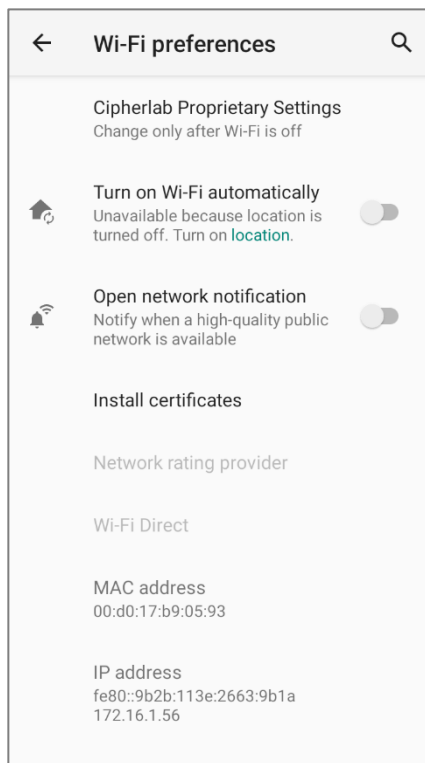 Wi-Fi preferences
Cipherlab Proprietary Settings
Change only after Wi-Fi is off
Turn on Wi-Fi automatically
Unavailable because location is
turned off. Turn on location.
Open network notification
Notify when a high-quality public
network is available
Install certificates
Network rating provider
Wi-Fi Direct
MAC address
00:d0:17:b9:05:93
IP address
fe80::9b2b:113e:2663:9b1a
172.16.1.56